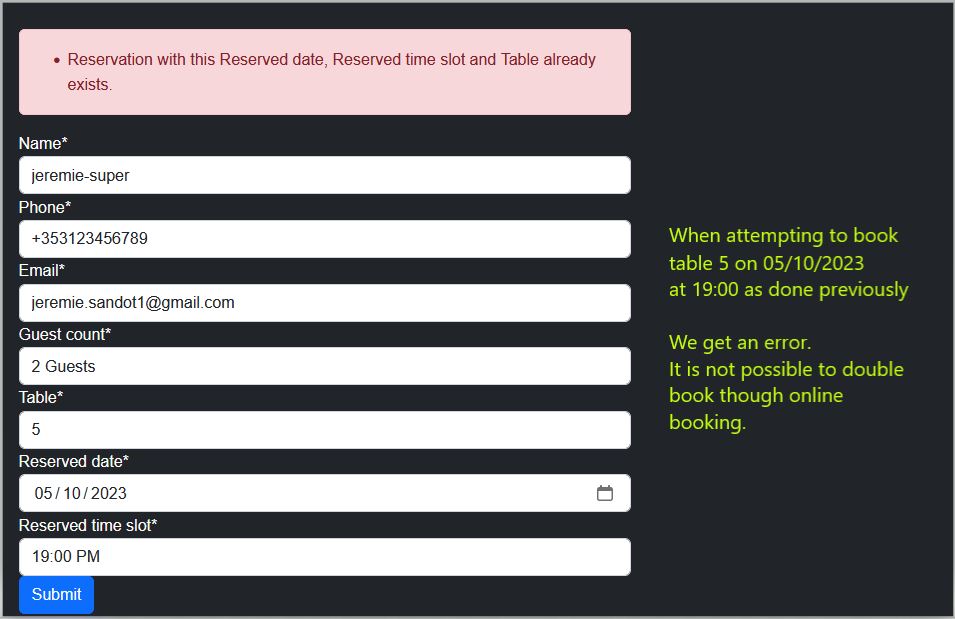 Reservation with this Reserved date, Reserved time slot and Table already
exists.
Name*
jeremie-super
Phone*
+353123456789
Email*
jeremie.sandot1@gmail.com
Guest count*
2 Guests
Table*
5
Reserved date*
05/10/2023
Reserved time slot*
19:00 PM
Submit
When attempting to book
table 5 on 05/10/2023
at 19:00 as done previously
We get an error.
It is not possible to double
book though online
booking.